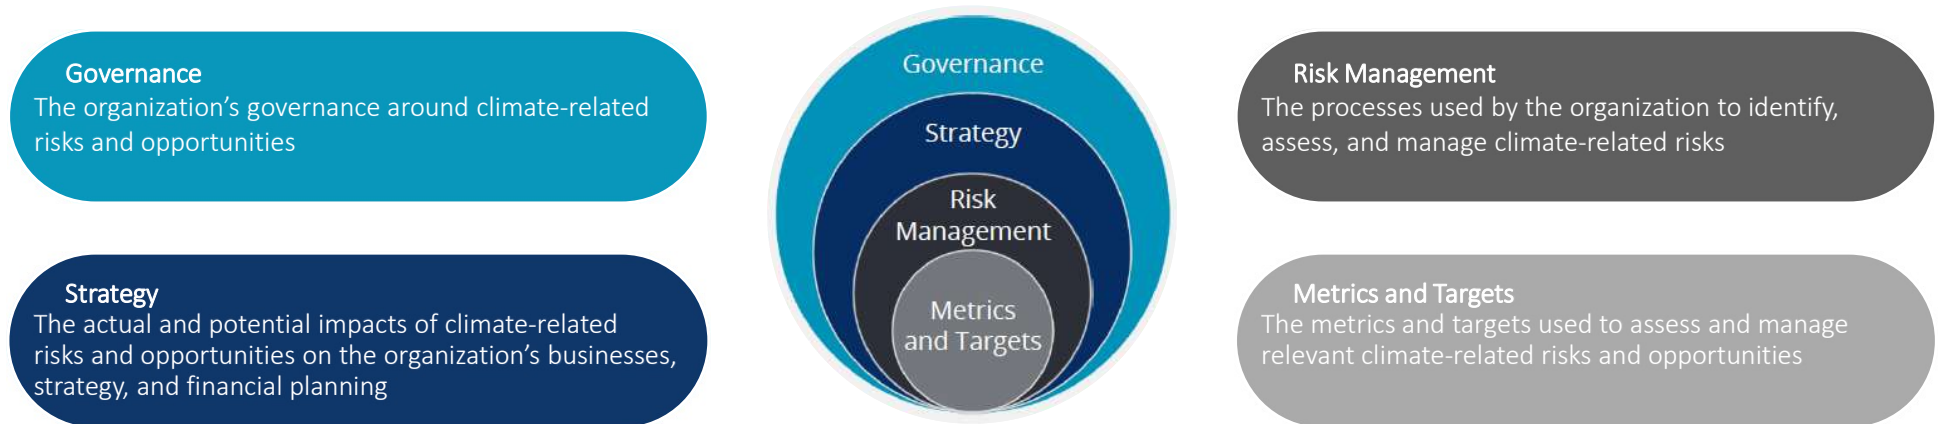 Governance
The organization’s governance around climate-related
risks and opportunities
Strategy
The actual and potential impacts of climate-related
risks and opportunities on the organization’s businesses,
strategy, and financial planning
Governance
Strategy
Risk
Management
Metrics
and Targets
Risk Management
The processes used by the organization to identify,
assess, and manage climate-related risks
Metrics and Targets
The metrics and targets used to assess and manage
relevant climate-related risks and opportunities